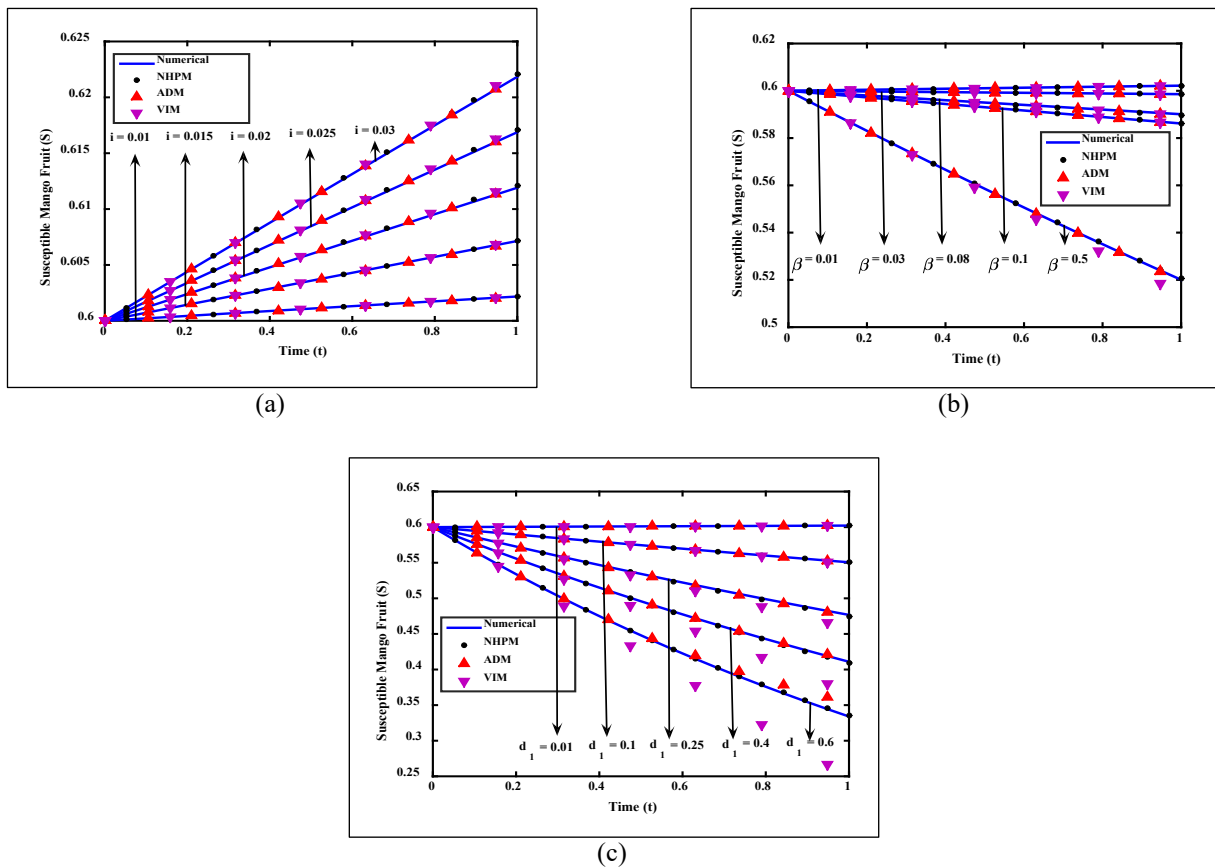 0.625
Numerical
NHPM
ADM
VIM
0.62
0.615
0.61
0.605
0.6
i = 0.01
i = 0.015
i = 0.02
i = 0.025
i = 0.03
Susceptible Mango Fruit (S)
0 0.2 0.4 0.6 0.8 1
Time (t)
(a)
0.62
0.6
0.58
0.56
0.54
0.52
0.5
Numerical
NHPM
ADM
VIM
β = 0.01
β = 0.03
β = 0.08
β = 0.1
β = 0.5
Susceptible Mango Fruit (S)
0 0.2 0.4 0.6 0.8 1
Time (t)
(b)
0.65
0.6
0.55
0.5
0.45
0.4
0.35
0.3
0.25
Numerical
NHPM
ADM
VIM
d1 = 0.01
d1 = 0.1
d1 = 0.25
d1 = 0.4
d1 = 0.6
Susceptible Mango Fruit (S)
0 0.2 0.4 0.6 0.8 1
Time (t)
(c)